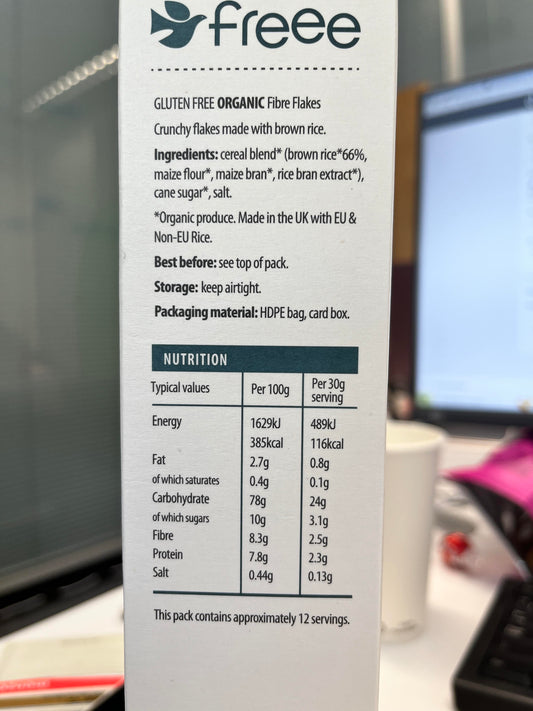 freee
GLUTEN FREE ORGANIC Fibre Flakes
Crunchy flakes made with brown rice.
Ingredients: cereal blend* (brown rice*66%,
maize flour*, maize bran*, rice bran extract*),
cane sugar*, salt.
*Organic produce. Made in the UK with EU &
Non-EU Rice.
Best before: see top of pack.
Storage: keep airtight.
Packaging material: HDPE bag, card box.
NUTRITION
Typical values Per 100g Per 30g serving
Energy 1629kJ 489kJ
385kcal 116kcal
Fat 2.7g 0.8g
of which saturates 0.4g 0.1g
Carbohydrate 78g 24g
of which sugars 10g 3.1g
Fibre 8.3g 2.5g
Protein 7.8g 2.3g
Salt 0.44g 0.13g
This pack contains approximately 12 servings.